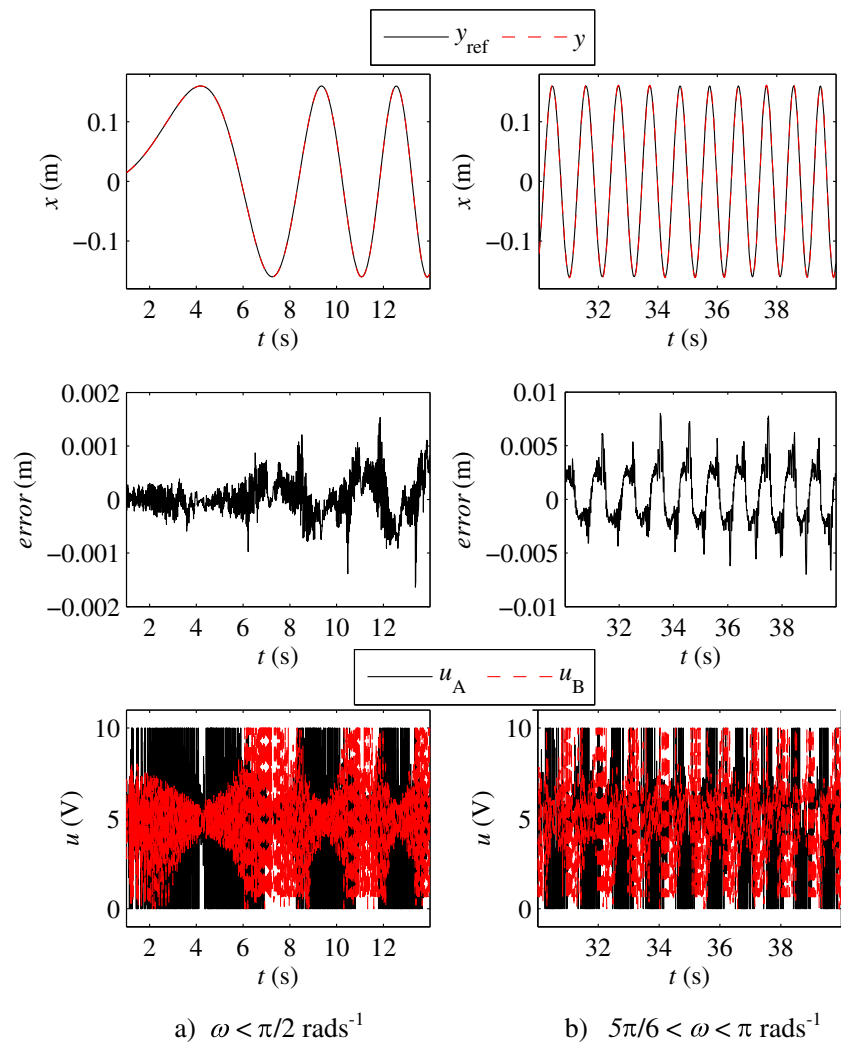 y_ref y
0.1
0
−0.1
x (m)
2 4 6 8 10 12
t (s)
0.1
0
−0.1
x (m)
32 34 36 38
t (s)
0.002
0.001
0
−0.001
−0.002
error (m)
2 4 6 8 10 12
t (s)
0.01
0.005
0
−0.005
−0.01
error (m)
32 34 36 38
t (s)
u_A u_B
10
5
0
u (V)
2 4 6 8 10 12
t (s)
10
5
0
u (V)
32 34 36 38
t (s)
a) ω < π/2 rads⁻¹
b) 5π/6 < ω < π rads⁻¹